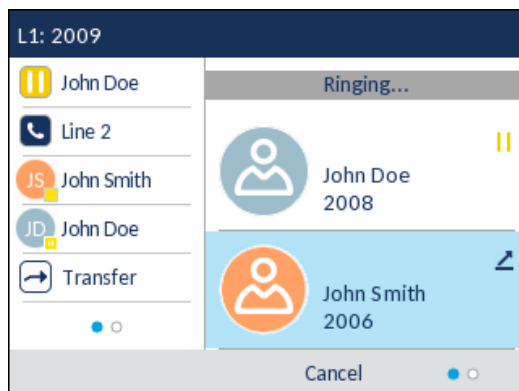 L1: 2009
John Doe
Line 2
JS John Smith
JD John Doe
Transfer
Ringing...
John Doe
2008
John Smith
2006
Cancel